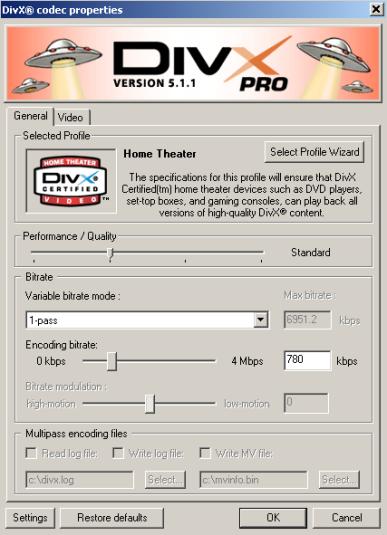 DivX® codec properties
DIVX
VERSION 5.1.1
PRO
General Video
Selected Profile
HOME THEATER
DIVX
CERTIFIED
VIDEO™
Home Theater
Select Profile Wizard
The specifications for this profile will ensure that DivX
Certified(tm) home theater devices such as DVD players,
set-top boxes, and gaming consoles, can play back all
versions of high-quality DivX® content.
Performance / Quality
Standard
Bitrate
Variable bitrate mode :
Max bitrate :
1-pass
6951.2 kbps
Encoding bitrate:
0 kbps 4 Mbps 780 kbps
Bitrate modulation :
high-motion low-motion 0
Multipass encoding files
Read log file: Write log file: Write MV file:
c:\divx.log Select... c:\mvinfo.bin Select...
Settings Restore defaults OK Cancel